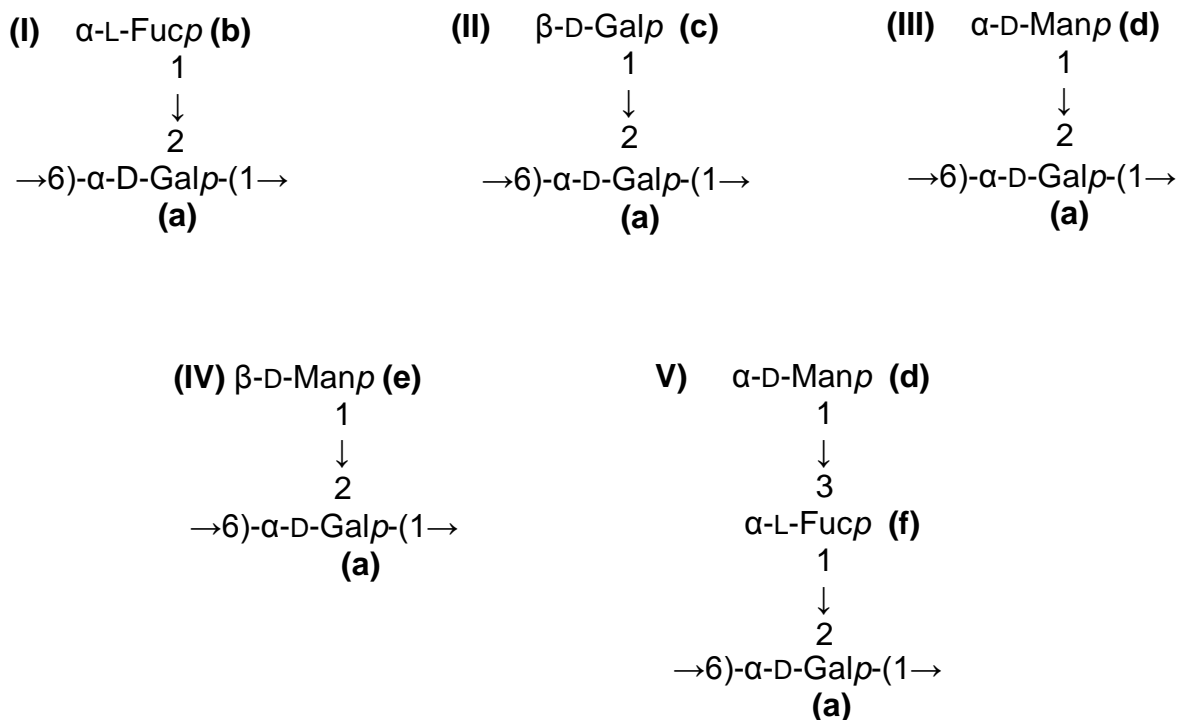 (I) α-L-Fucp (b)
1
↓
2
→6)-α-D-Galp-(1→
(a)
(II) β-D-Galp (c)
1
↓
2
→6)-α-D-Galp-(1→
(a)
(III) α-D-Manp (d)
1
↓
2
→6)-α-D-Galp-(1→
(a)
(IV) β-D-Manp (e)
1
↓
2
→6)-α-D-Galp-(1→
(a)
V) α-D-Manp (d)
1
↓
3
α-L-Fucp (f)
1
↓
2
→6)-α-D-Galp-(1→
(a)